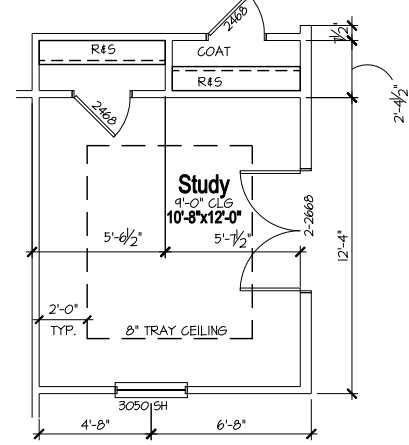 2468
7½"
R&S
COAT
R&S
2468
2'-4½"
Study
9'-0" CLG
10'-8"x12'-0"
2-2668
5'-6½"
5'-7½"
12'-4"
2'-0"
TYP.
8" TRAY CEILING
3050 SH
4'-8"
6'-8"